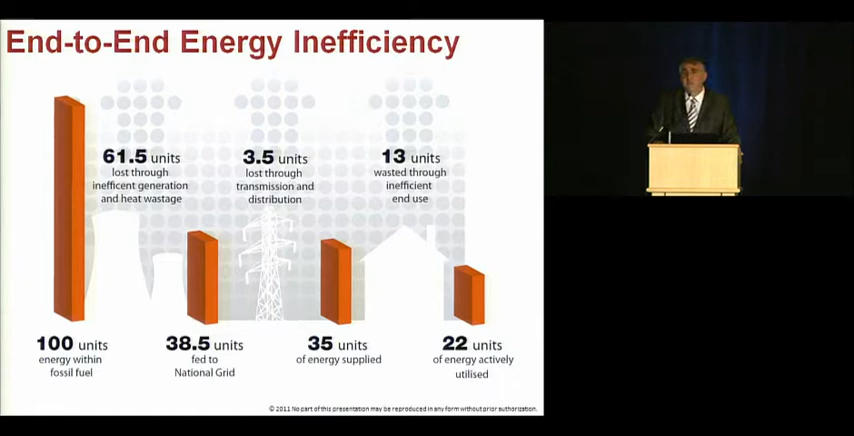 End-to-End Energy Inefficiency
61.5 units
lost through
inefficent generation
and heat wastage
3.5 units
lost through
transmission and
distribution
13 units
wasted through
inefficient
end use
100 units
energy within
fossil fuel
38.5 units
fed to
National Grid
35 units
of energy supplied
22 units
of energy actively
utilised
© 2011 No part of this presentation may be reproduced in any form without prior authorization.